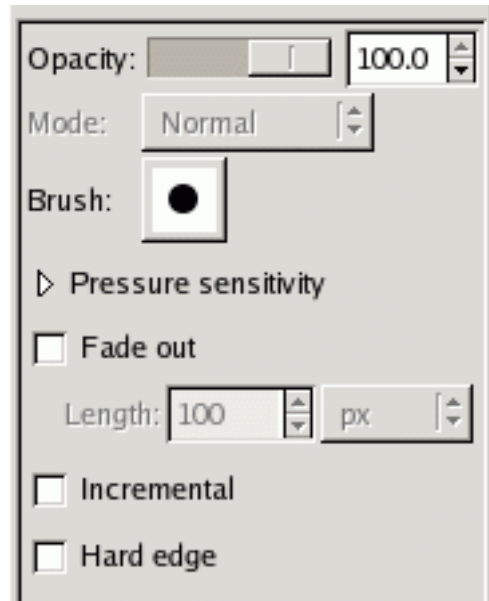 Opacity: 100.0
Mode: Normal
Brush:
Pressure sensitivity
Fade out
Length: 100 px
Incremental
Hard edge